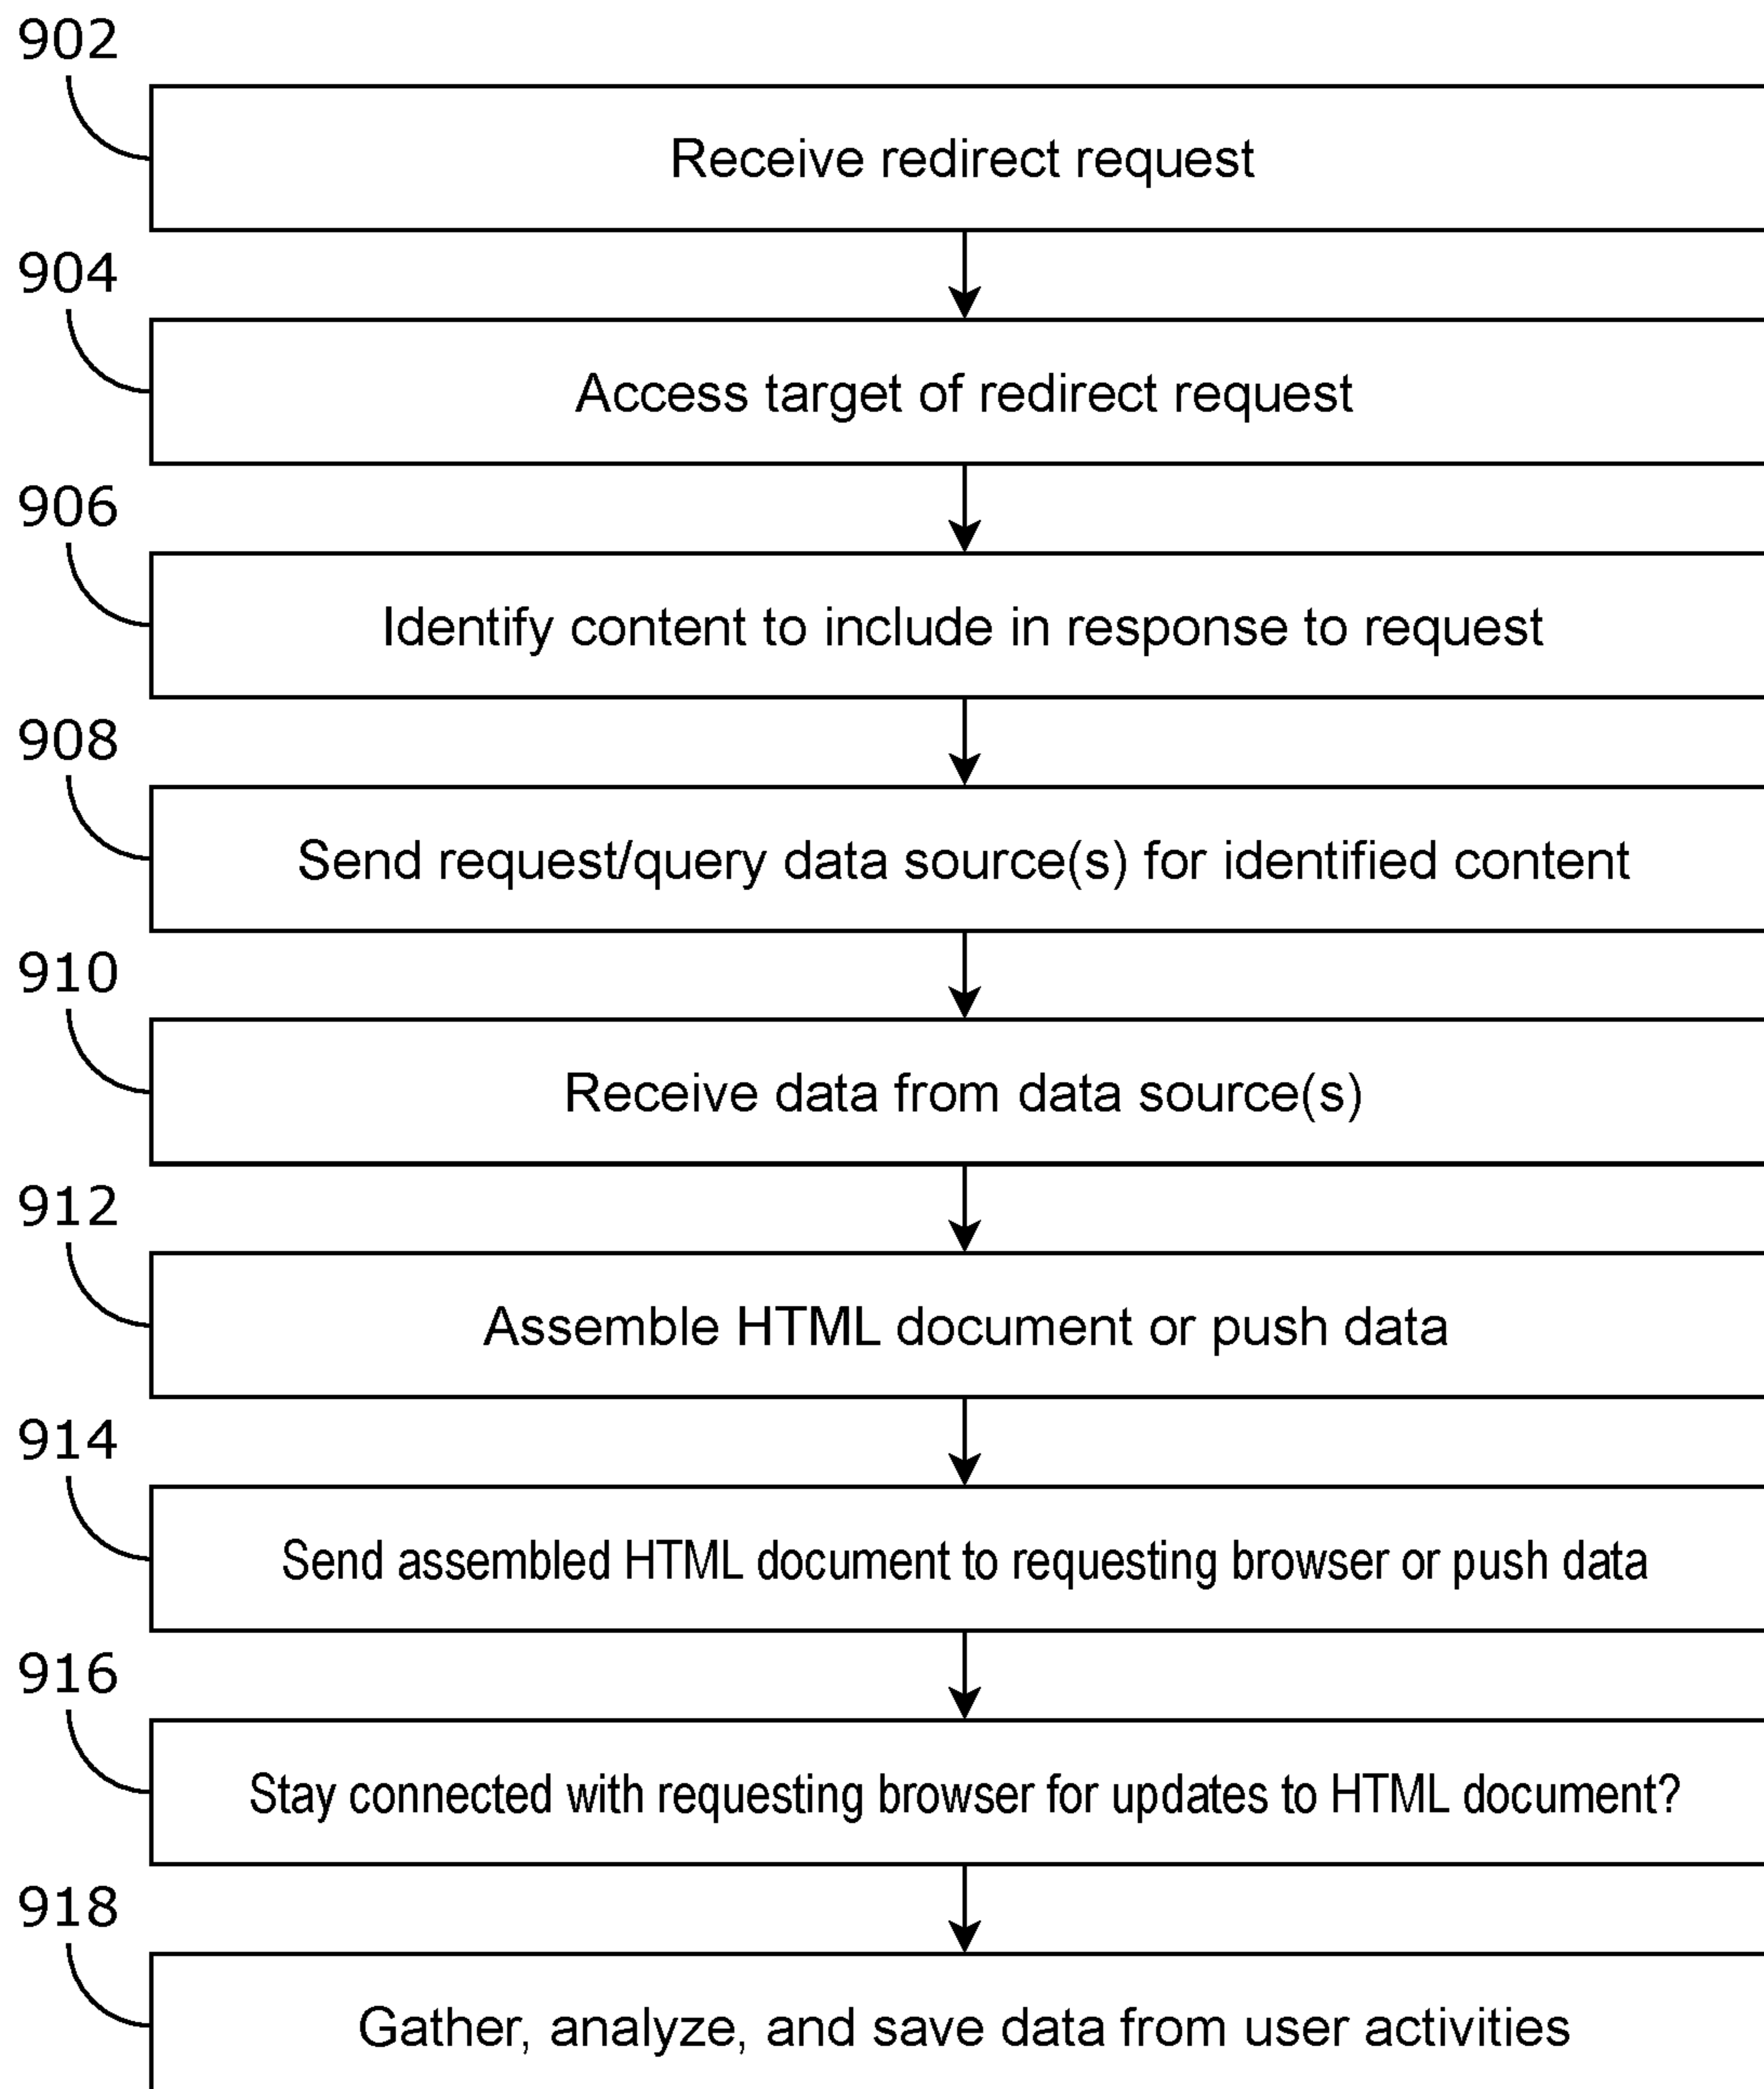 902
Receive redirect request
904
Access target of redirect request
906
Identify content to include in response to request
908
Send request/query data source(s) for identified content
910
Receive data from data source(s)
912
Assemble HTML document or push data
914
Send assembled HTML document to requesting browser or push data
916
Stay connected with requesting browser for updates to HTML document?
918
Gather, analyze, and save data from user activities